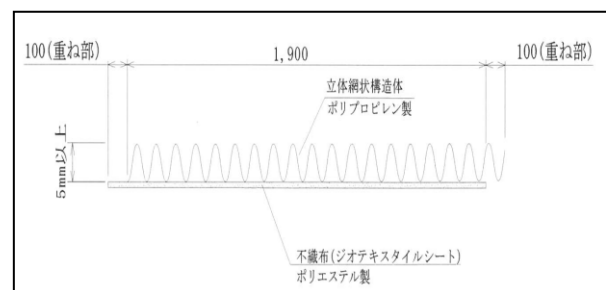 100(重ね部)
1,900
100(重ね部)
立体網状構造体
ポリプロピレン製
5mm以上
不織布(ジオテキスタイルシート)
ポリエステル製